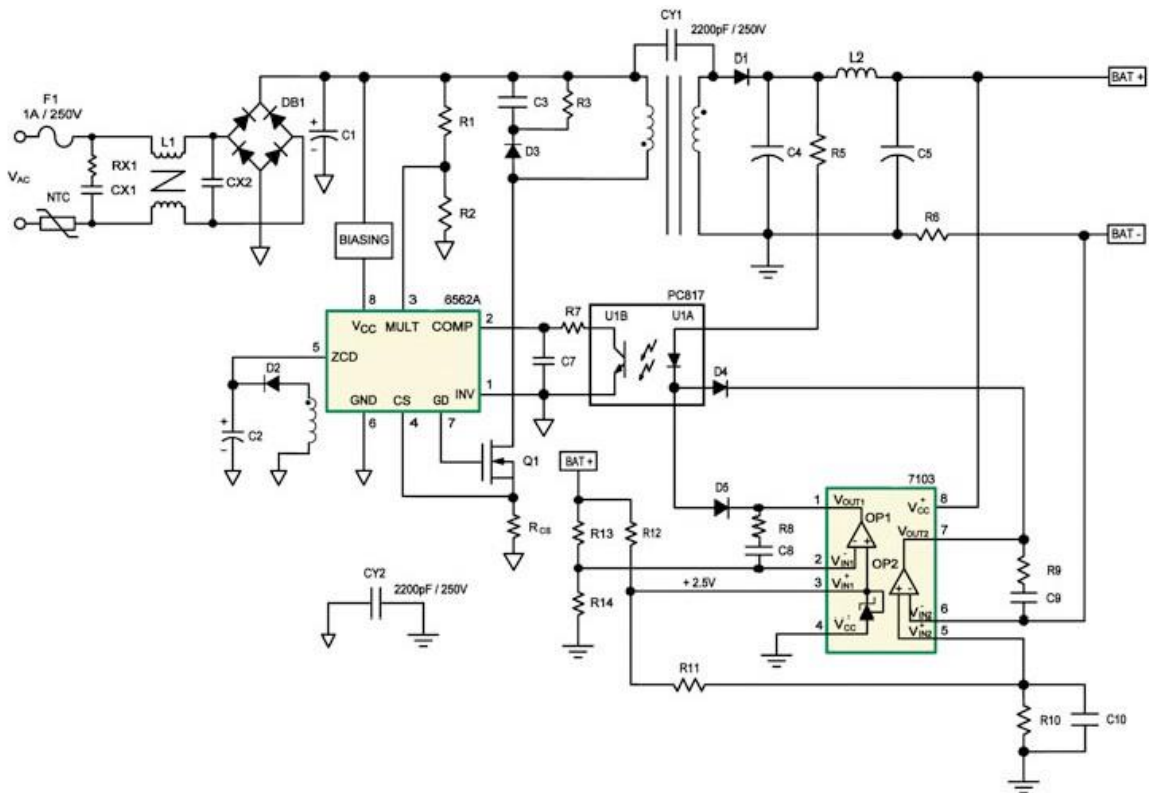 CY1
2200pF / 250V
D1
L2
BAT +
F1
1A / 250V
DB1
C3
R3
L1
R1
C1
D3
C4
R5
C5
RX1
CX1
CX2
VAC
NTC
R2
R6
BAT -
BIASING
PC817
8
3
6562A
R7
U1B
U1A
VCC
MULT
COMP
2
5
ZCD
C7
D4
D2
INV
1
GND
CS
GD
C2
6
4
7
Q1
BAT +
D5
7103
1
VOUT1
VCC+
8
OP1
R8
VOUT2
7
RCS
R13
R12
C8
2
VIN1-
OP2
R9
CY2
2200pF / 250V
+ 2.5V
3
VIN1+
C9
R14
VIN2-
6
4
VCC-
VIN2+
5
R11
R10
C10